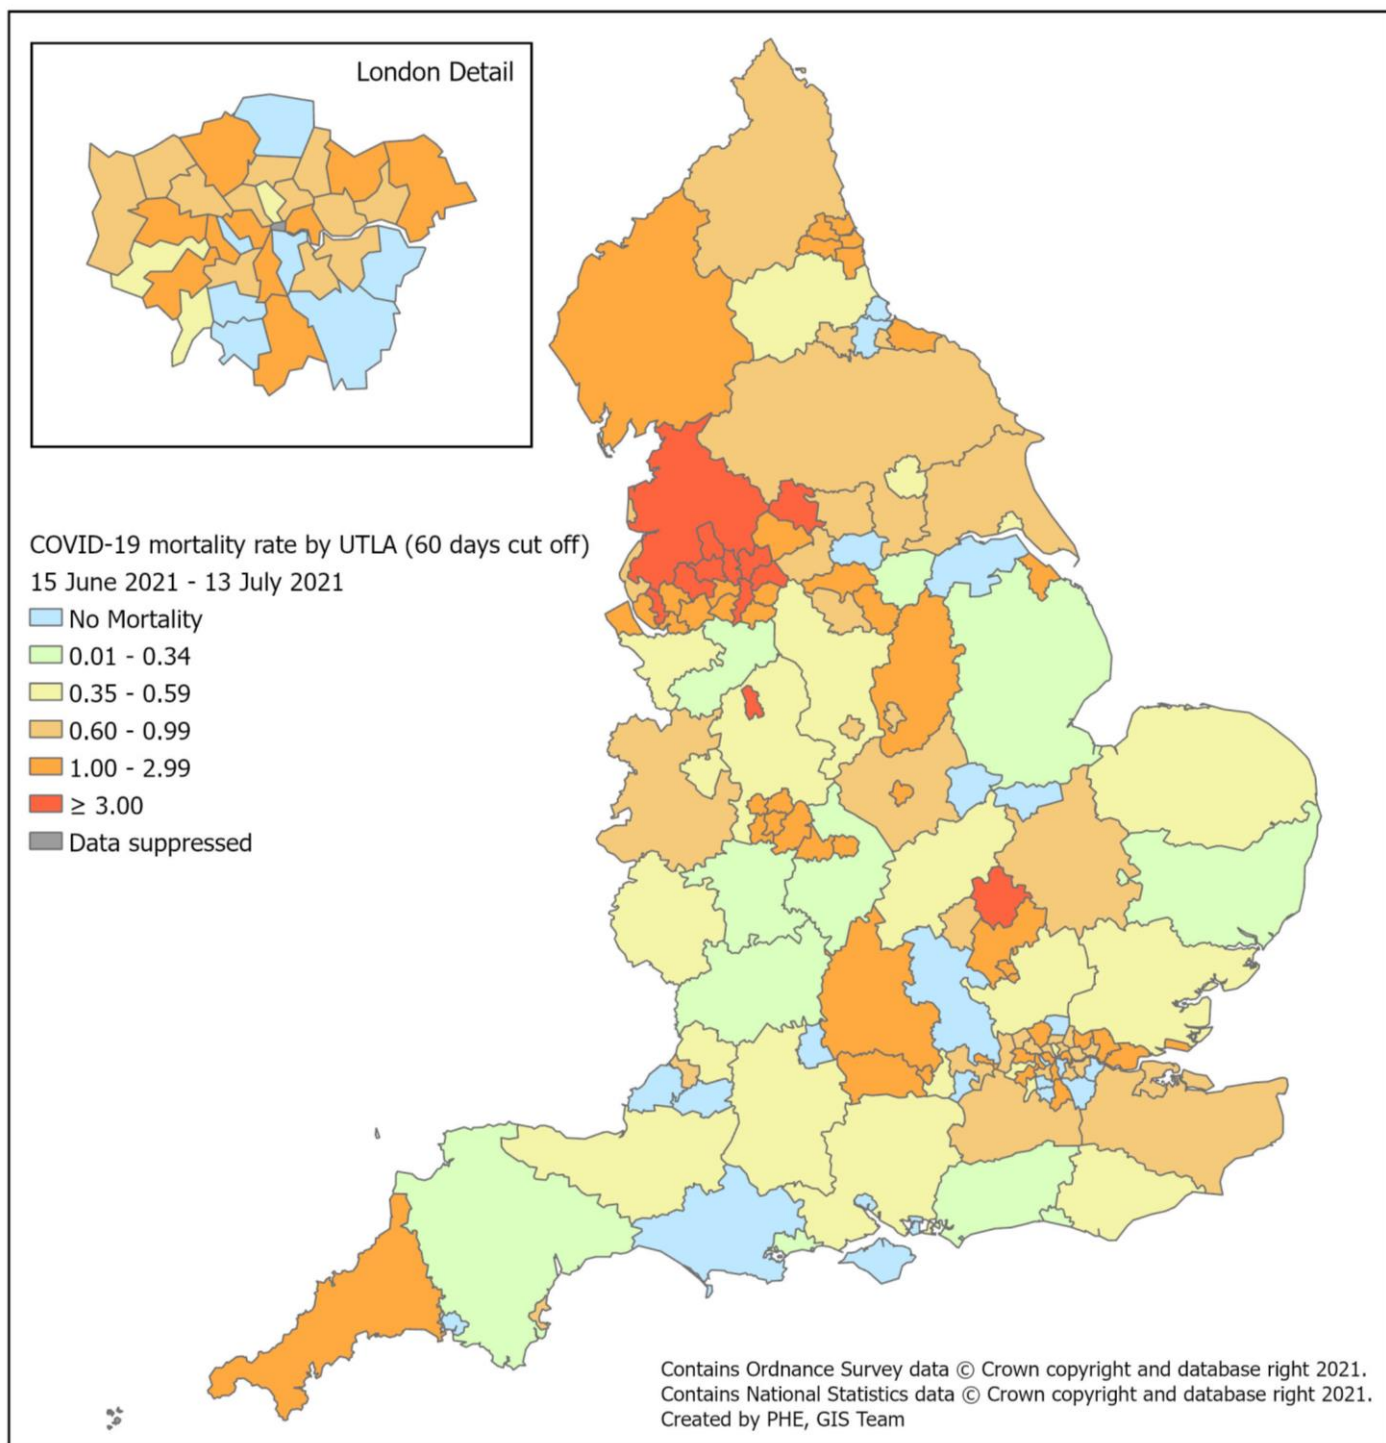 London Detail
COVID-19 mortality rate by UTLA (60 days cut off)
15 June 2021 - 13 July 2021
No Mortality
0.01 - 0.34
0.35 - 0.59
0.60 - 0.99
1.00 - 2.99
≥ 3.00
Data suppressed
Contains Ordnance Survey data © Crown copyright and database right 2021.
Contains National Statistics data © Crown copyright and database right 2021.
Created by PHE, GIS Team